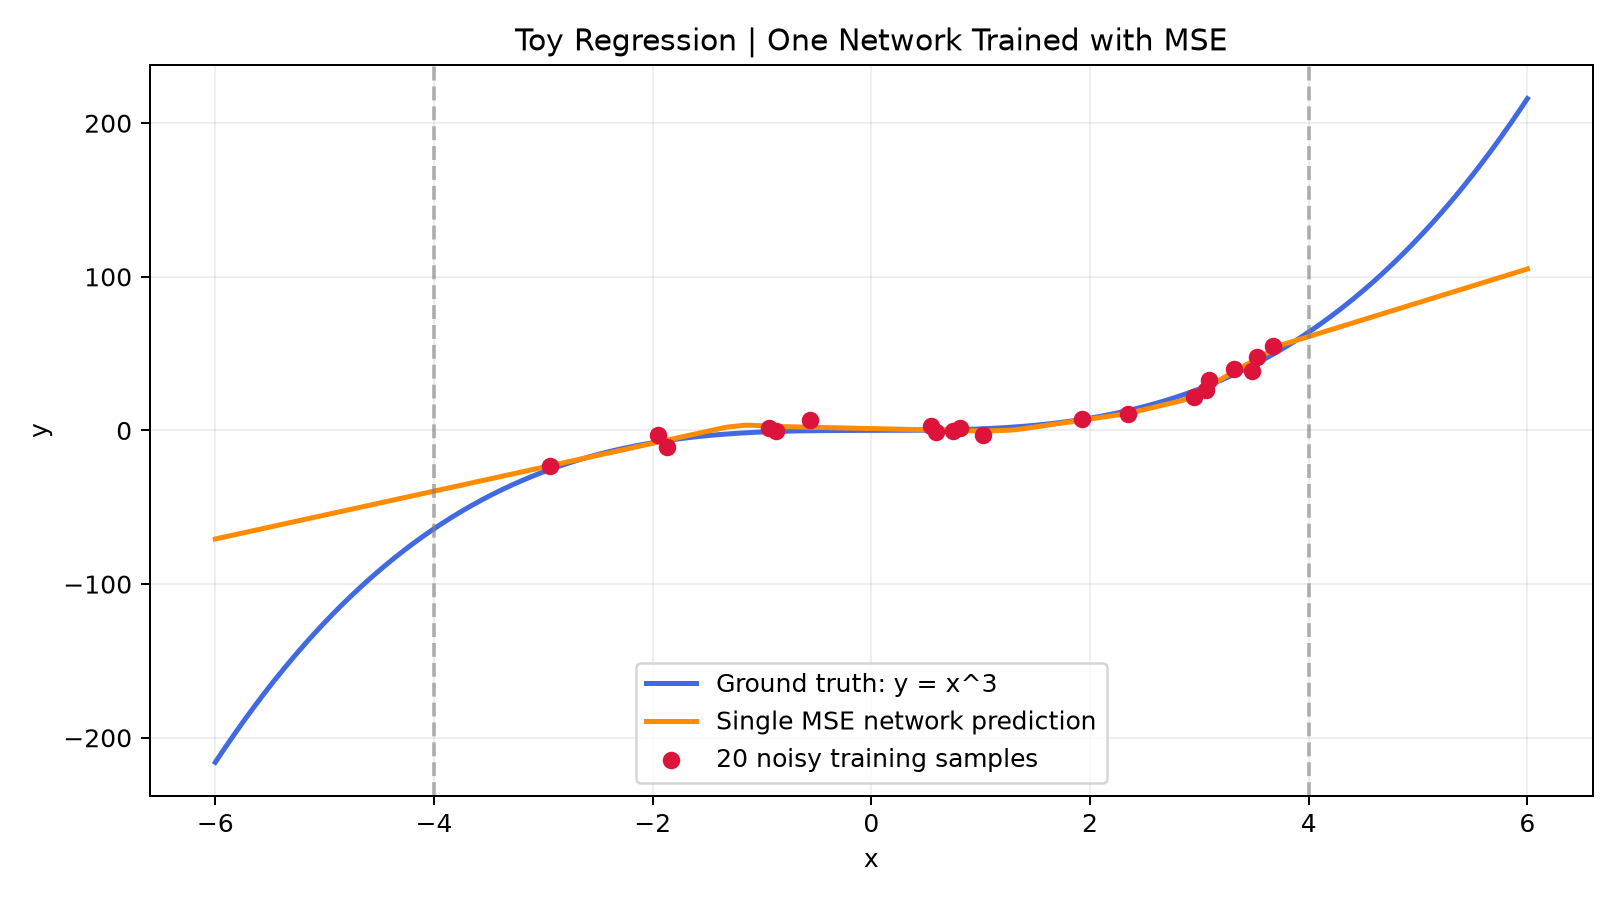 Toy Regression | One Network Trained with MSE
200
100
0
−100
−200
y
Ground truth: y = x^3
Single MSE network prediction
20 noisy training samples
−6 −4 −2 0 2 4 6
x